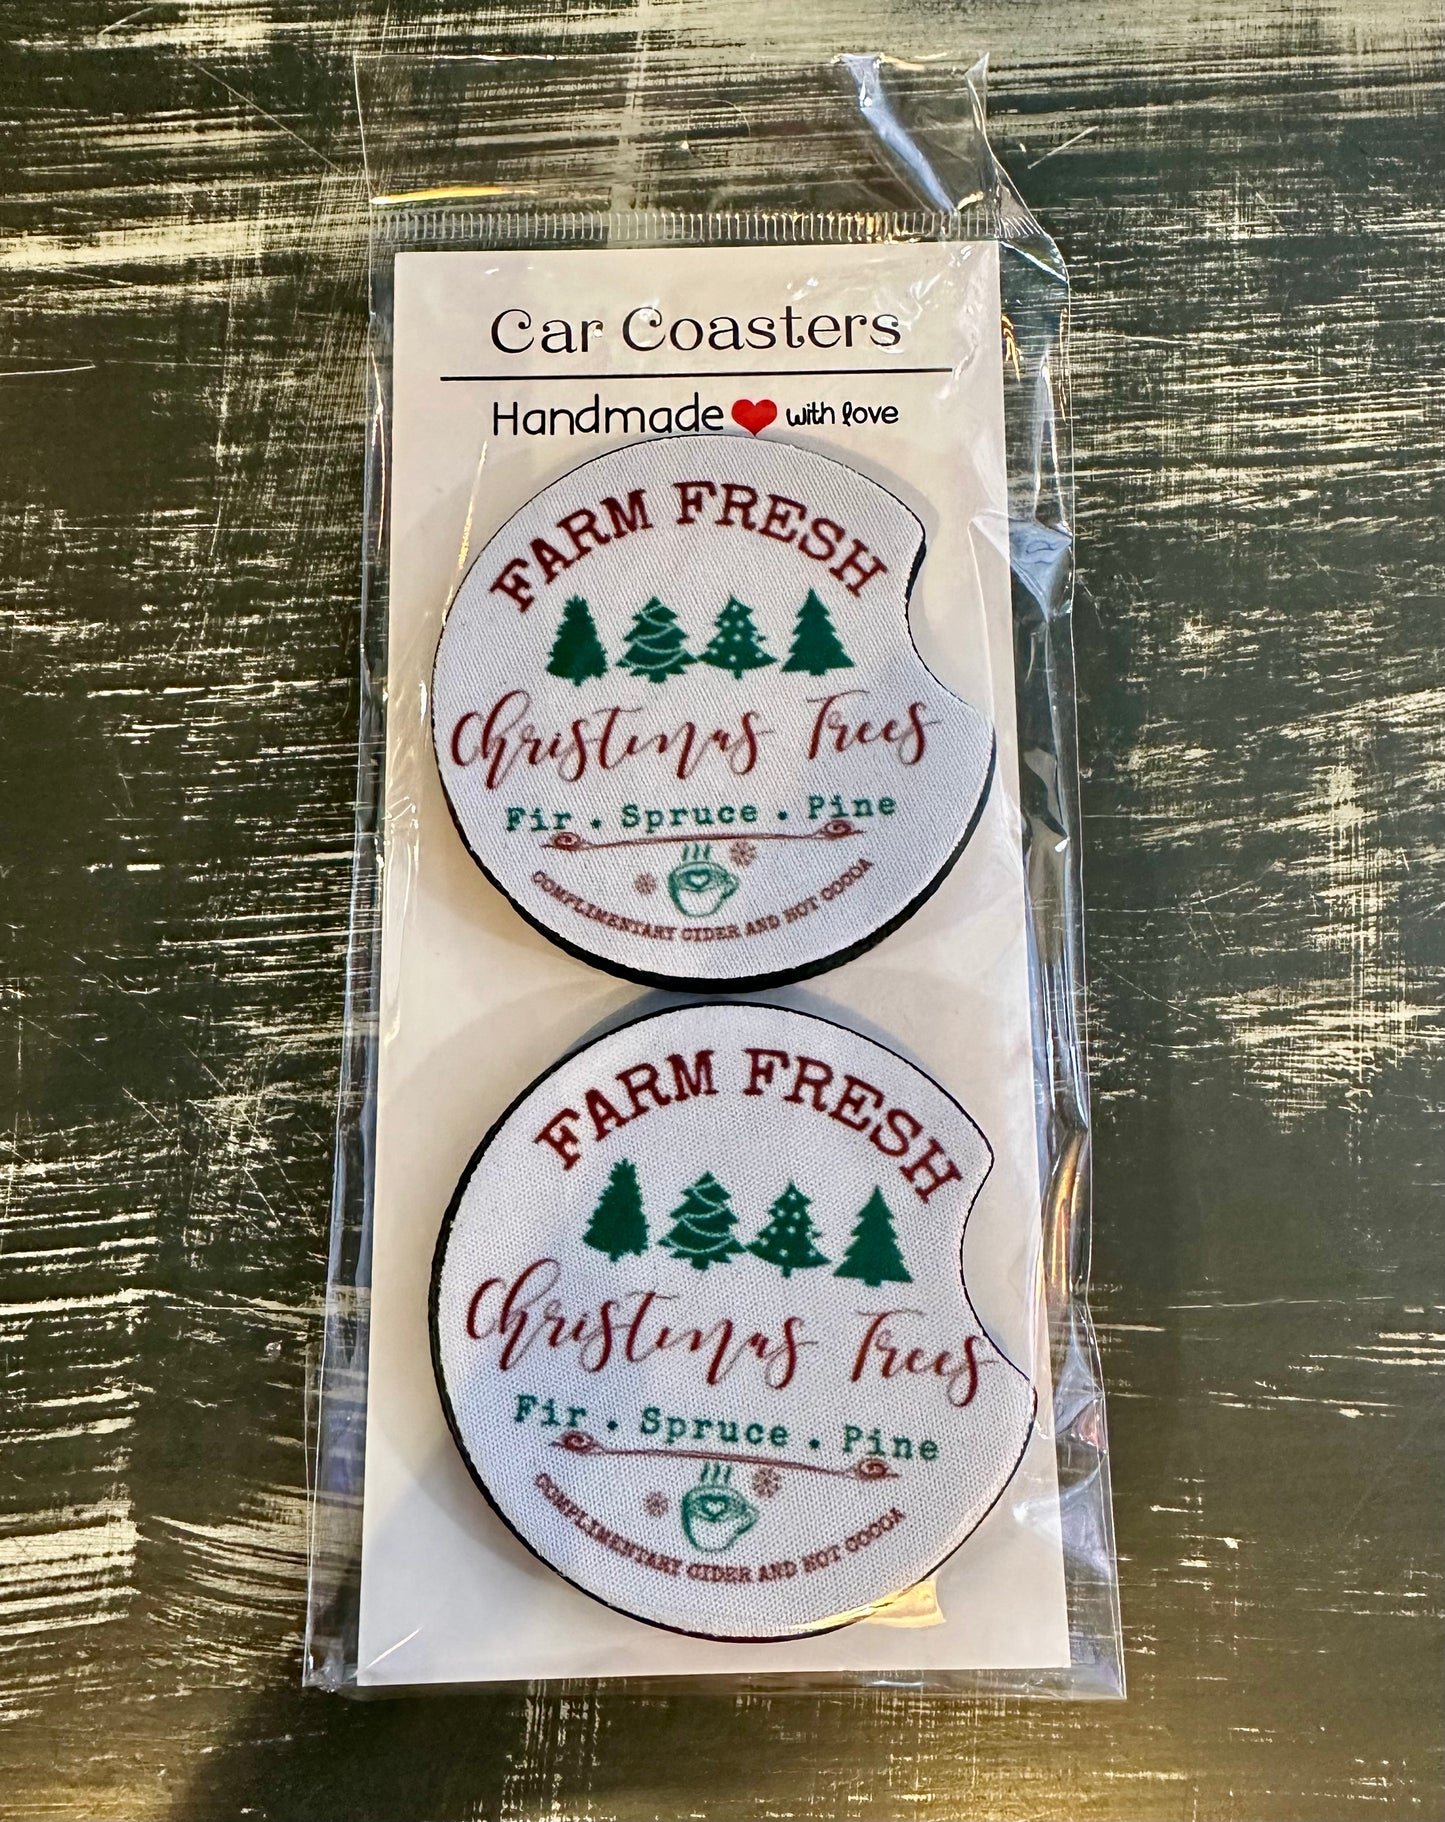 Car Coasters
Handmade with love
FARM FRESH
Christmas Trees
Fir . Spruce . Pine
COMPLIMENTARY CIDER AND HOT COCOA
FARM FRESH
Christmas Trees
Fir . Spruce . Pine
COMPLIMENTARY CIDER AND HOT COCOA